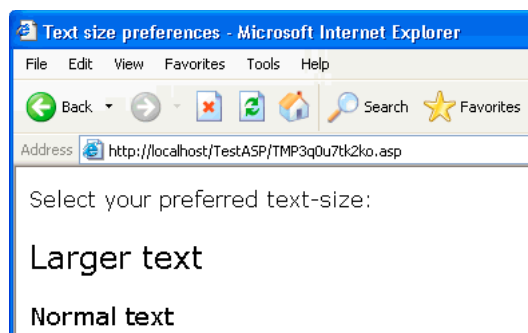 Text size preferences - Microsoft Internet Explorer
File Edit View Favorites Tools Help
Back Search Favorites
Address http://localhost/TestASP/TMP3q0u7tk2ko.asp
Select your preferred text-size:
Larger text
Normal text